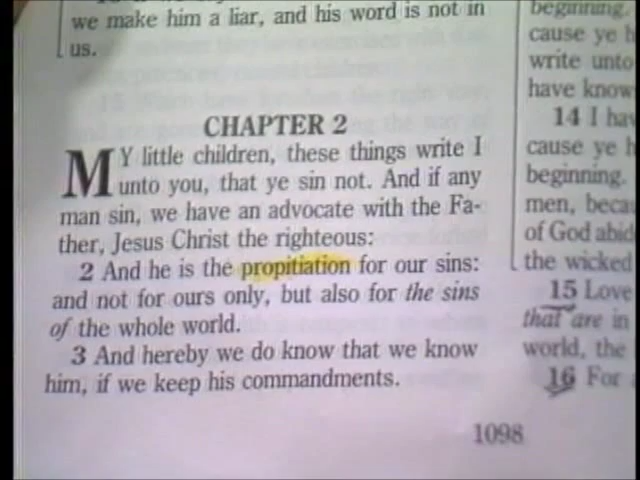 we make him a liar, and his word is not in
us.
CHAPTER 2
MY little children, these things write I
unto you, that ye sin not. And if any
man sin, we have an advocate with the Fa-
ther, Jesus Christ the righteous:
2 And he is the propitiation for our sins:
and not for ours only, but also for the sins
of the whole world.
3 And hereby we do know that we know
him, if we keep his commandments.
beginning.
cause ye h
write unto
have know
14 I hav
cause ye h
beginning.
men, becau
of God abid
the wicked
15 Love
that are in
world, the
16 For
1098